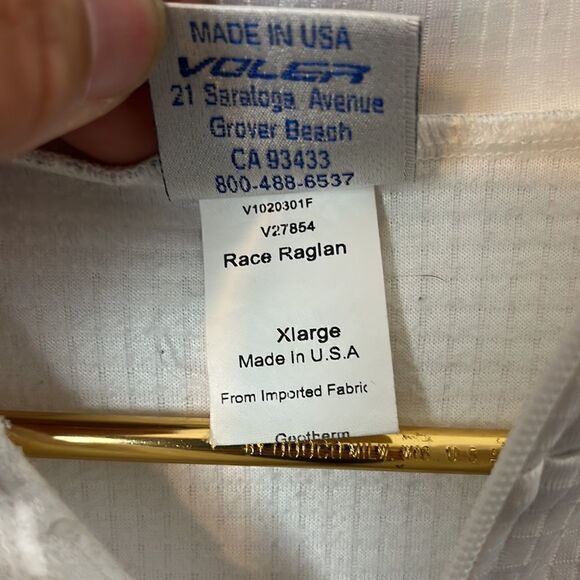 MADE IN USA
VOLER
21 Saratoga Avenue
Grover Beach
CA 93433
800-488-6537
V1020301F
V27854
Race Raglan
Xlarge
Made In U.S.A
From Imported Fabric
Geotherm